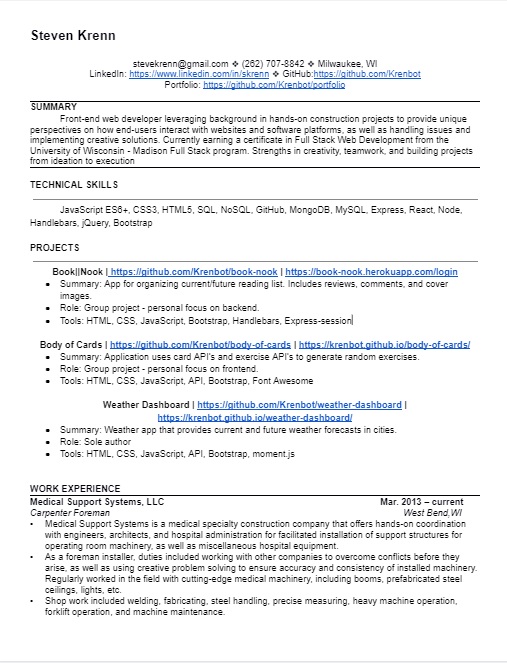 Steven Krenn
stevekrenn@gmail.com ❖ (262) 707-8842 ❖ Milwaukee, WI
LinkedIn: https://www.linkedin.com/in/skrenn ❖ GitHub:https://github.com/Krenbot
Portfolio: https://github.com/Krenbot/portfolio
SUMMARY
Front-end web developer leveraging background in hands-on construction projects to provide unique
perspectives on how end-users interact with websites and software platforms, as well as handling issues and
implementing creative solutions. Currently earning a certificate in Full Stack Web Development from the
University of Wisconsin - Madison Full Stack program. Strengths in creativity, teamwork, and building projects
from ideation to execution
TECHNICAL SKILLS
JavaScript ES6+, CSS3, HTML5, SQL, NoSQL, GitHub, MongoDB, MySQL, Express, React, Node,
Handlebars, jQuery, Bootstrap
PROJECTS
Book||Nook | https://github.com/Krenbot/book-nook | https://book-nook.herokuapp.com/login
• Summary: App for organizing current/future reading list. Includes reviews, comments, and cover
images.
• Role: Group project - personal focus on backend.
• Tools: HTML, CSS, JavaScript, Bootstrap, Handlebars, Express-session
Body of Cards | https://github.com/Krenbot/body-of-cards | https://krenbot.github.io/body-of-cards/
• Summary: Application uses card API's and exercise API's to generate random exercises.
• Role: Group project - personal focus on frontend.
• Tools: HTML, CSS, JavaScript, API, Bootstrap, Font Awesome
Weather Dashboard | https://github.com/Krenbot/weather-dashboard |
https://krenbot.github.io/weather-dashboard/
• Summary: Weather app that provides current and future weather forecasts in cities.
• Role: Sole author
• Tools: HTML, CSS, JavaScript, API, Bootstrap, moment.js
WORK EXPERIENCE
Medical Support Systems, LLC Mar. 2013 – current
Carpenter Foreman West Bend,WI
• Medical Support Systems is a medical specialty construction company that offers hands-on coordination
with engineers, architects, and hospital administration for facilitated installation of support structures for
operating room machinery, as well as miscellaneous hospital equipment.
• As a foreman installer, duties included working with other companies to overcome conflicts before they
arise, as well as using creative problem solving to ensure accuracy and consistency of installed machinery.
Regularly worked in the field with cutting-edge medical machinery, including booms, prefabricated steel
ceilings, lights, etc.
• Shop work included welding, fabricating, steel handling, precise measuring, heavy machine operation,
forklift operation, and machine maintenance.